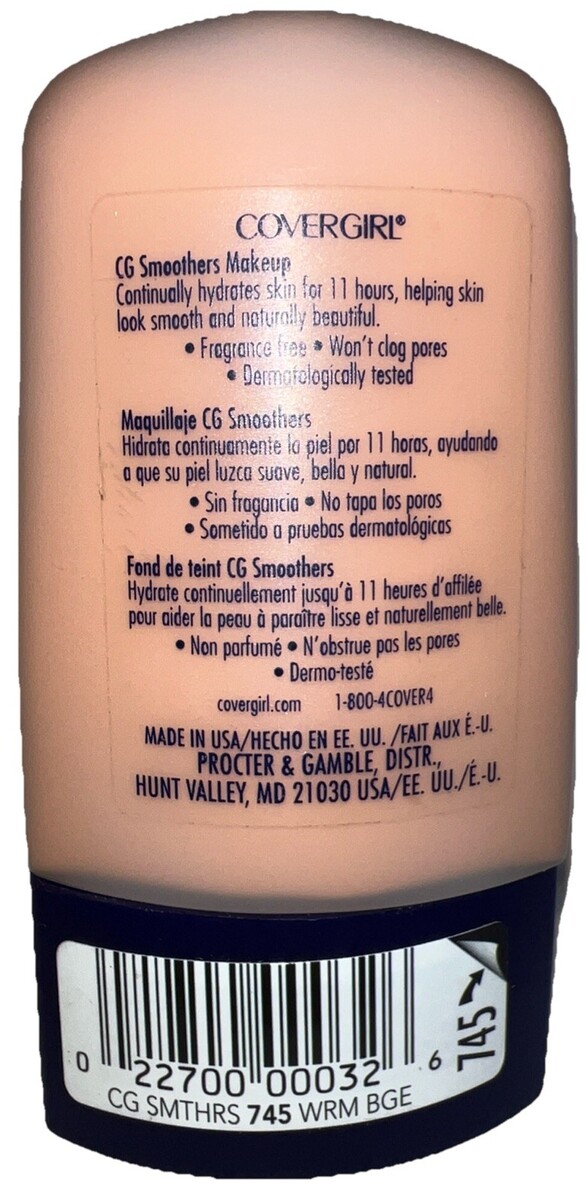 COVERGIRL®
CG Smoothers Makeup
Continually hydrates skin for 11 hours, helping skin
look smooth and naturally beautiful.
• Fragrance free • Won't clog pores
• Dermatologically tested
Maquillaje CG Smoothers
Hidrata continuamente la piel por 11 horas, ayudando
a que su piel luzca suave, bella y natural.
• Sin fragancia • No tapa los poros
• Sometido a pruebas dermatológicas
Fond de teint CG Smoothers
Hydrate continuellement jusqu'à 11 heures d'affilée
pour aider la peau à paraître lisse et naturellement belle.
• Non parfumé • N'obstrue pas les pores
• Dermo-testé
covergirl.com 1-800-4COVER4
MADE IN USA/HECHO EN EE. UU. /FAIT AUX É.-U.
PROCTER & GAMBLE, DISTR.,
HUNT VALLEY, MD 21030 USA/EE. UU./É.-U.
0 22700 00032 6
CG SMTHRS 745 WRM BGE
745